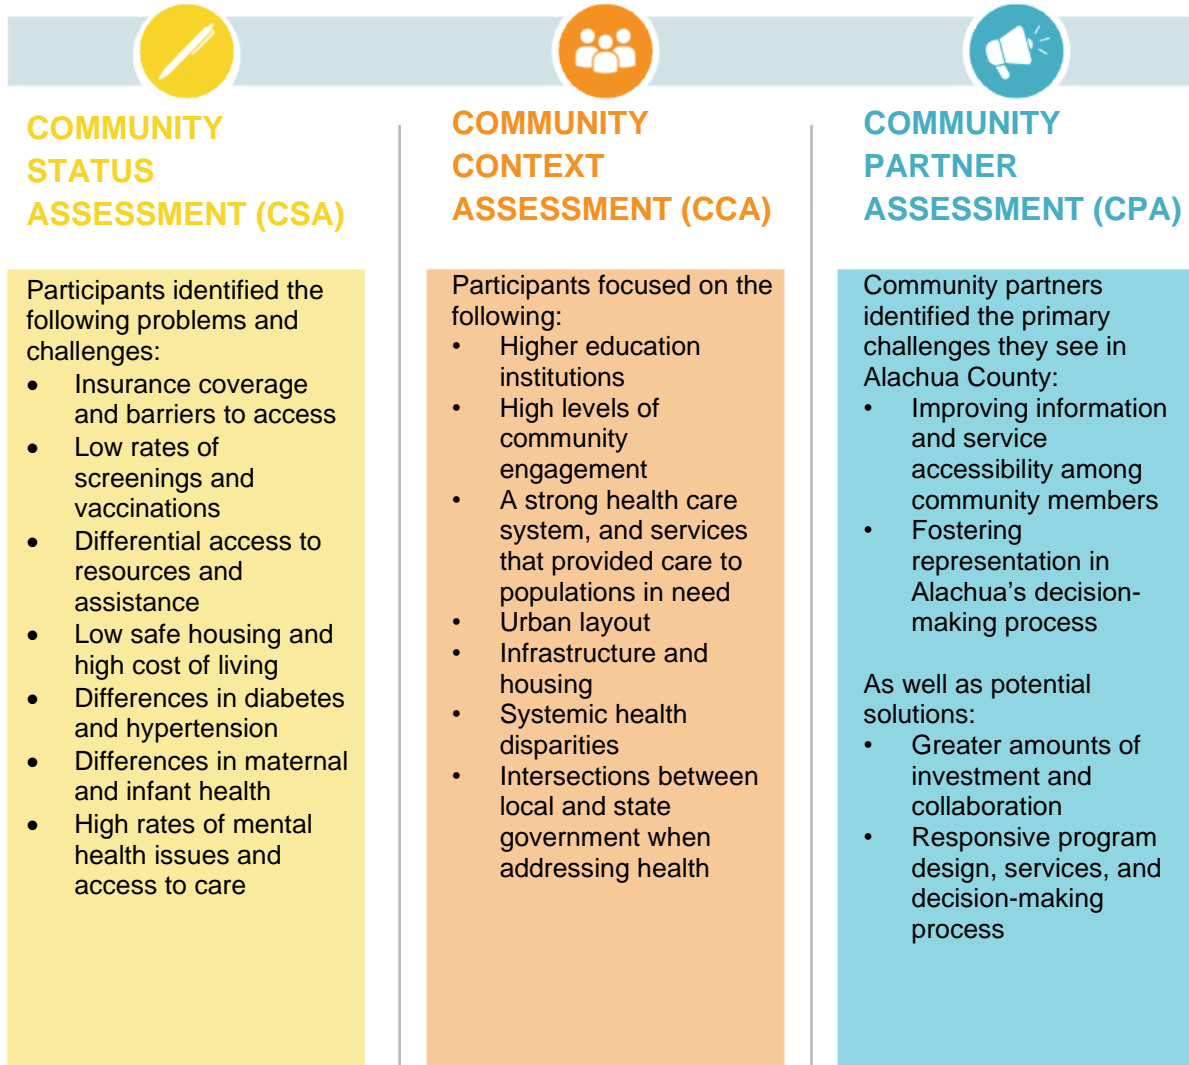 COMMUNITY
STATUS
ASSESSMENT (CSA)
Participants identified the
following problems and
challenges:
• Insurance coverage
and barriers to access
• Low rates of
screenings and
vaccinations
• Differential access to
resources and
assistance
• Low safe housing and
high cost of living
• Differences in diabetes
and hypertension
• Differences in maternal
and infant health
• High rates of mental
health issues and
access to care
COMMUNITY
CONTEXT
ASSESSMENT (CCA)
Participants focused on the
following:
• Higher education
institutions
• High levels of
community
engagement
• A strong health care
system, and services
that provided care to
populations in need
• Urban layout
• Infrastructure and
housing
• Systemic health
disparities
• Intersections between
local and state
government when
addressing health
COMMUNITY
PARTNER
ASSESSMENT (CPA)
Community partners
identified the primary
challenges they see in
Alachua County:
• Improving information
and service
accessibility among
community members
• Fostering
representation in
Alachua’s decision-
making process
As well as potential
solutions:
• Greater amounts of
investment and
collaboration
• Responsive program
design, services, and
decision-making
process